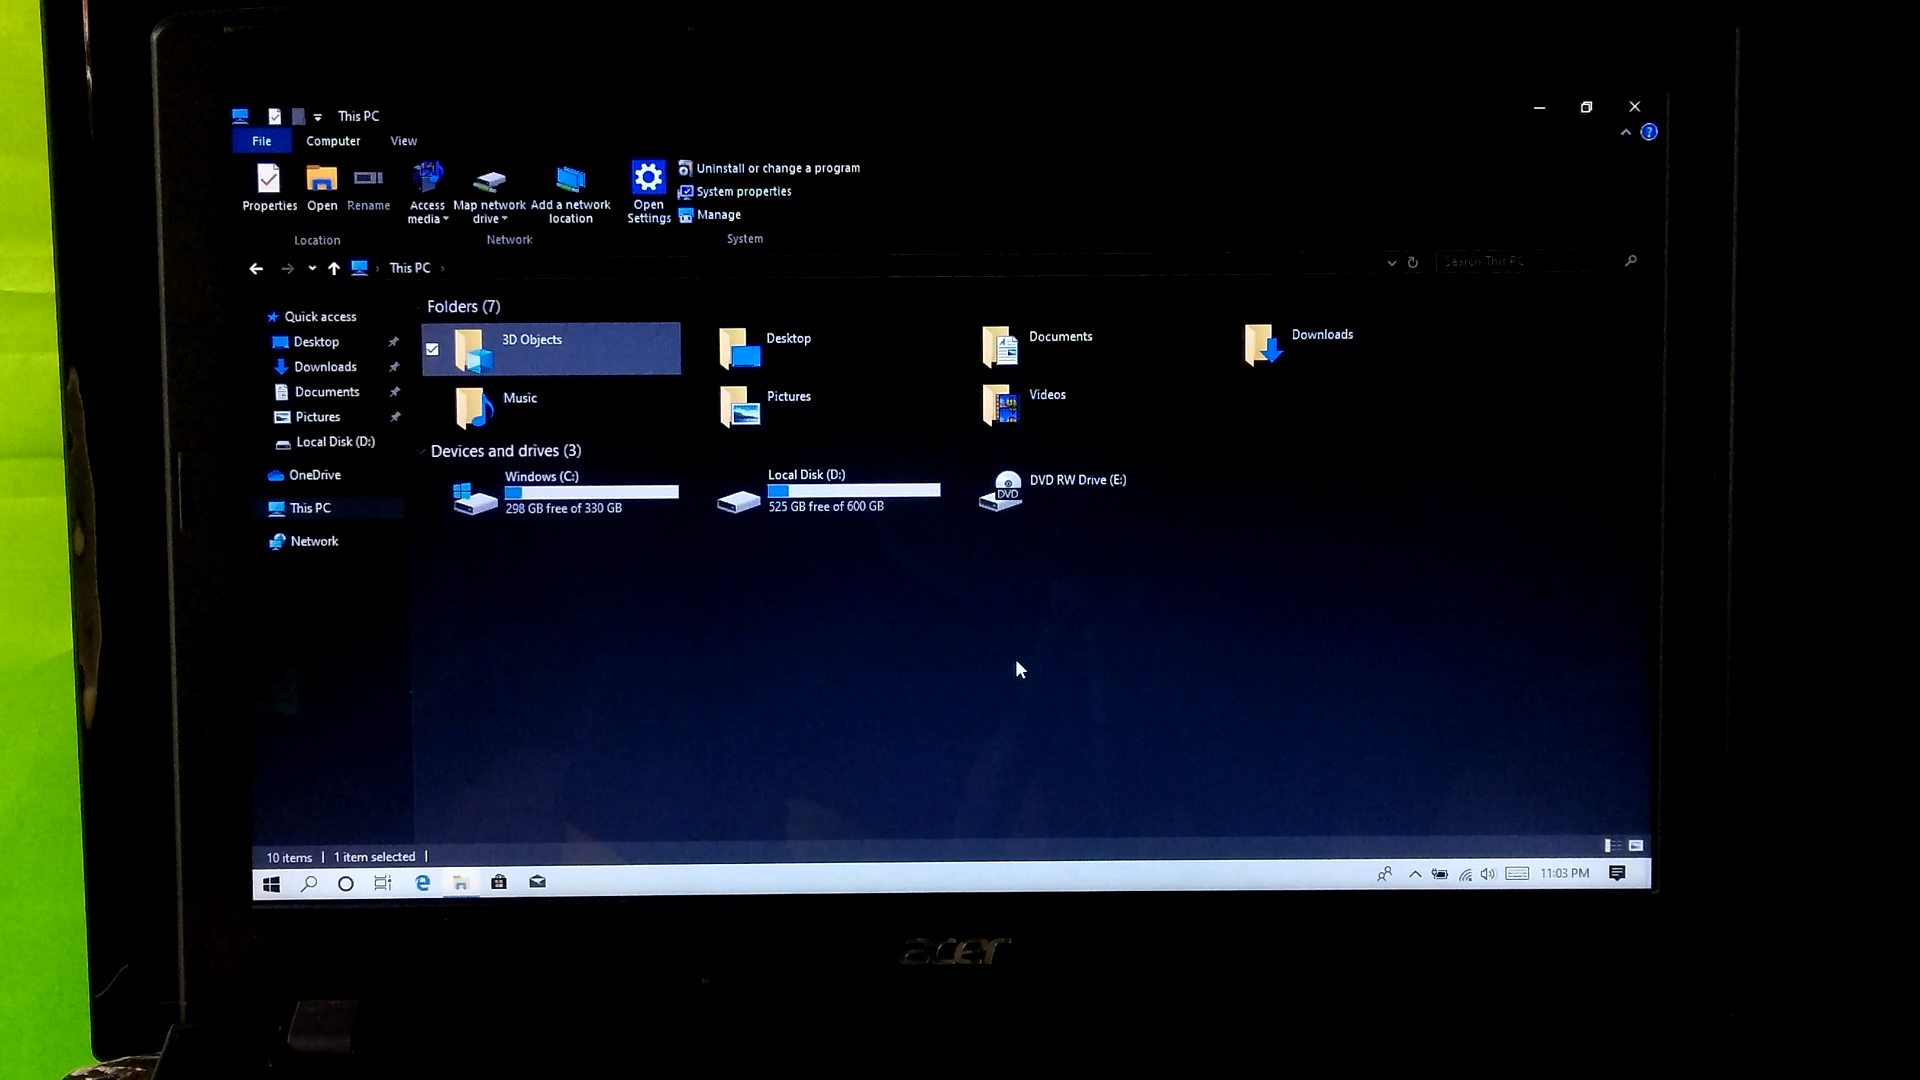 This PC
File Computer View
Properties Open Rename Access media Map network drive Add a network location Open Settings Uninstall or change a program
System properties
Manage
Location Network System
This PC Search This PC
Quick access
Desktop
Downloads
Documents
Pictures
Local Disk (D:)
OneDrive
This PC
Network
Folders (7)
3D Objects Desktop Documents Downloads
Music Pictures Videos
Devices and drives (3)
Windows (C:) Local Disk (D:) DVD RW Drive (E:)
DVD
298 GB free of 330 GB 525 GB free of 600 GB
10 items 1 item selected
11:03 PM
acer